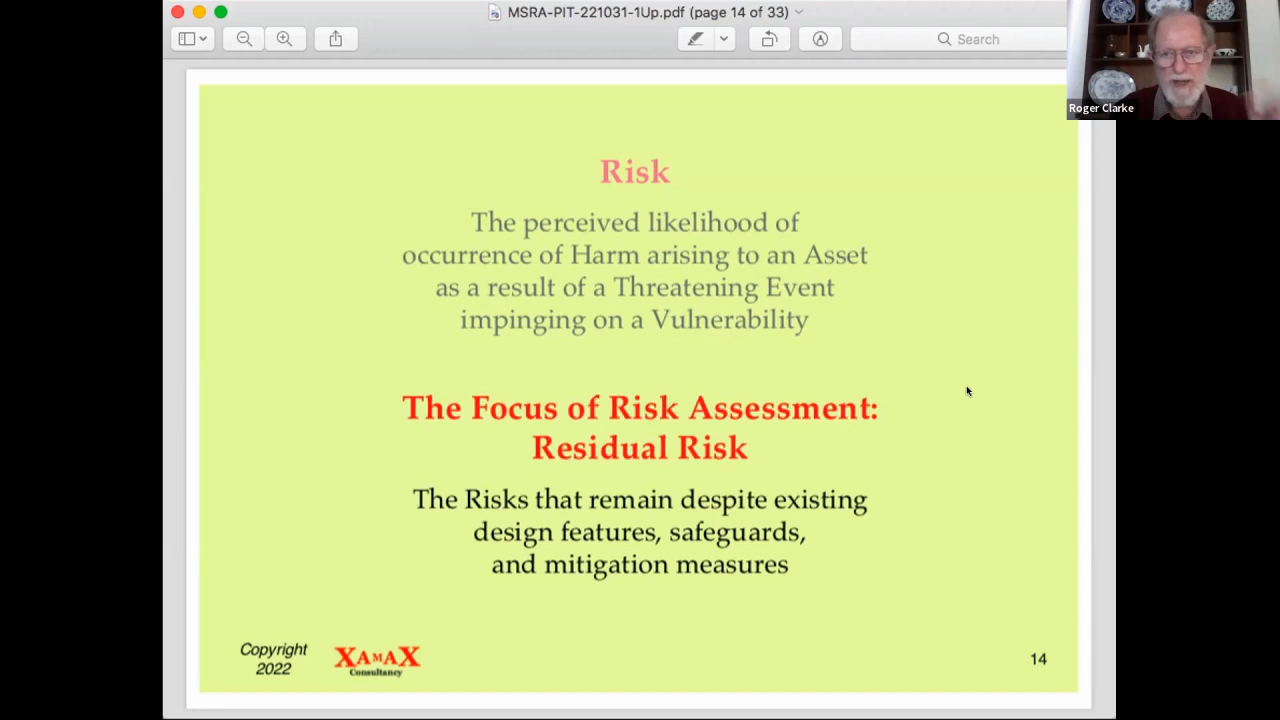 MSRA-PIT-221031-1Up.pdf (page 14 of 33)
Search
Roger Clarke
Risk
The perceived likelihood of
occurrence of Harm arising to an Asset
as a result of a Threatening Event
impinging on a Vulnerability
The Focus of Risk Assessment:
Residual Risk
The Risks that remain despite existing
design features, safeguards,
and mitigation measures
Copyright
2022
XAMAX
Consultancy
14